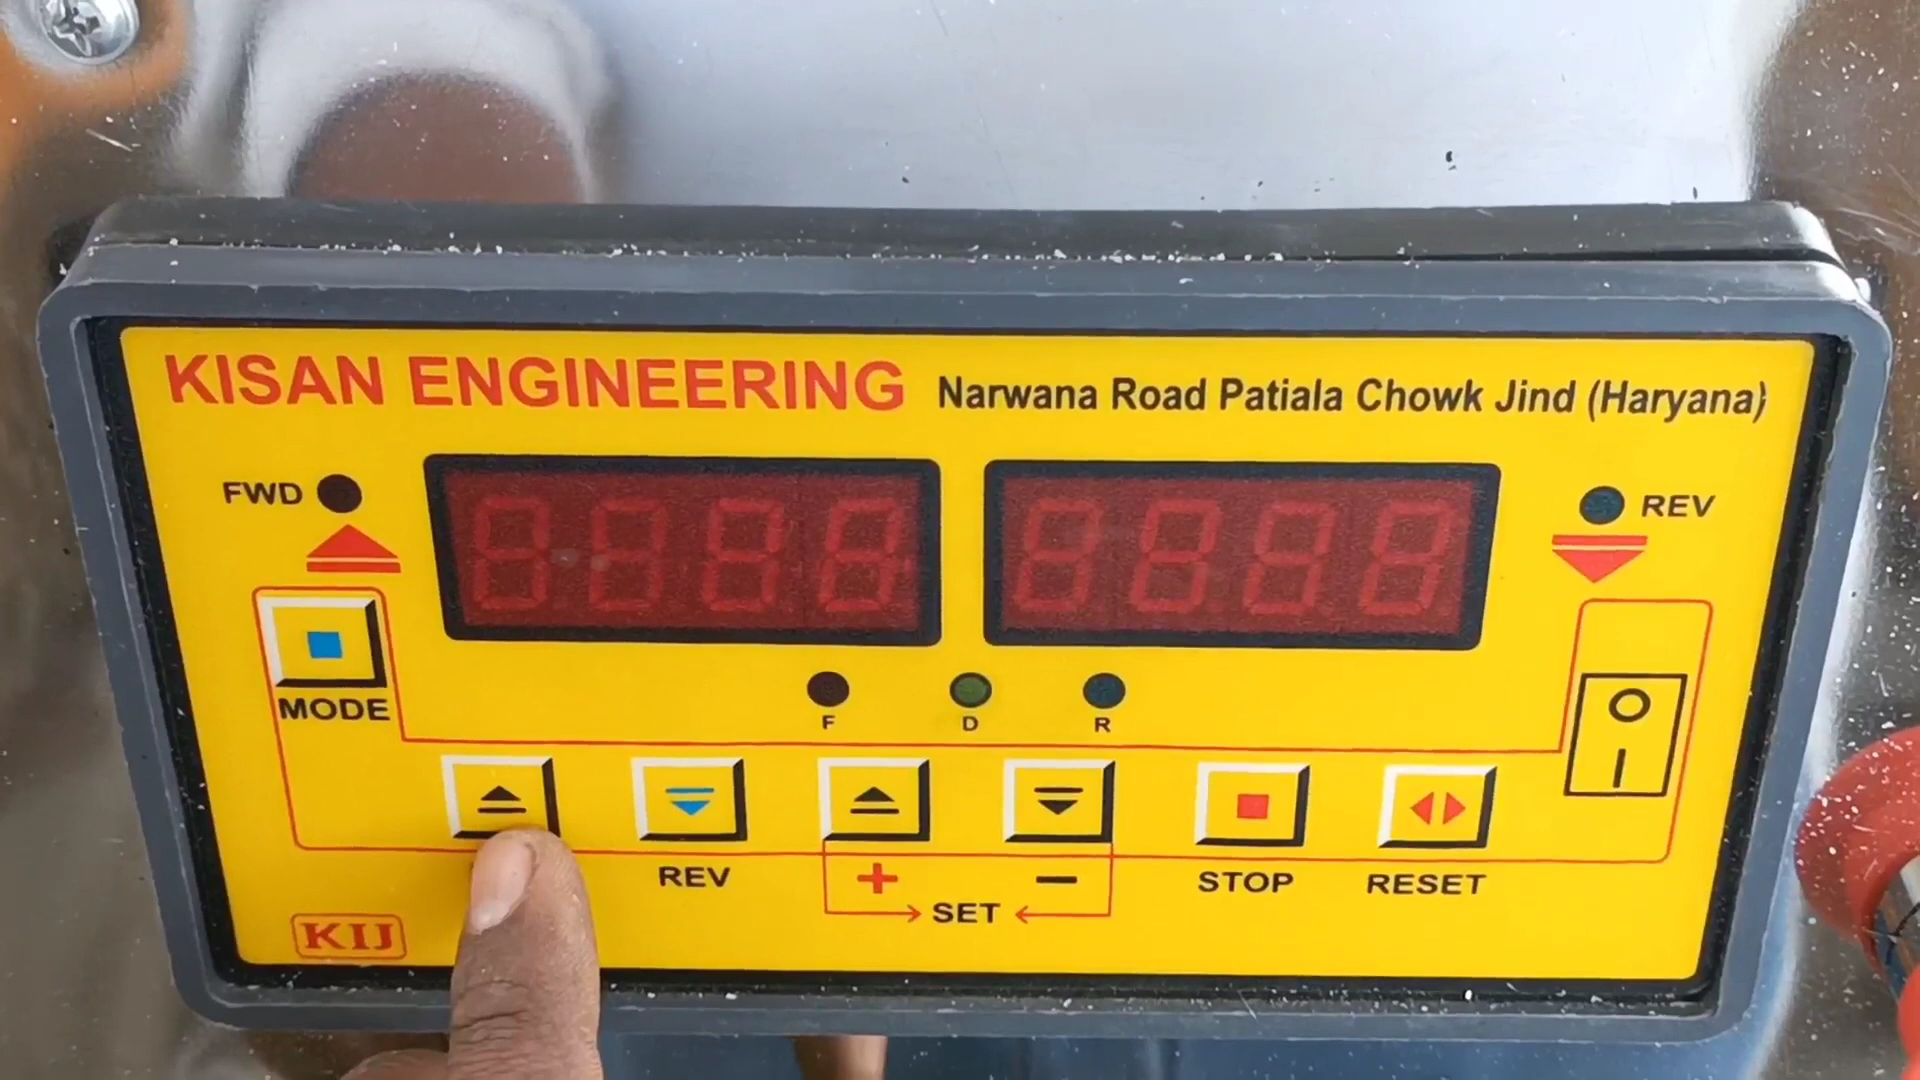 KISAN ENGINEERING Narwana Road Patiala Chowk Jind (Haryana)
FWD
REV
MODE
F D R
REV
+ SET −
STOP
RESET
KIJ